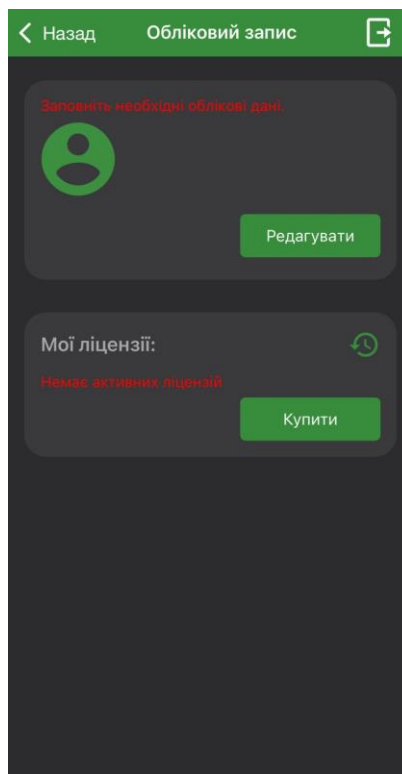 Назад
Обліковий запис
Заповніть необхідні облікові дані.
Редагувати
Мої ліцензії:
Немає активних ліцензій
Купити